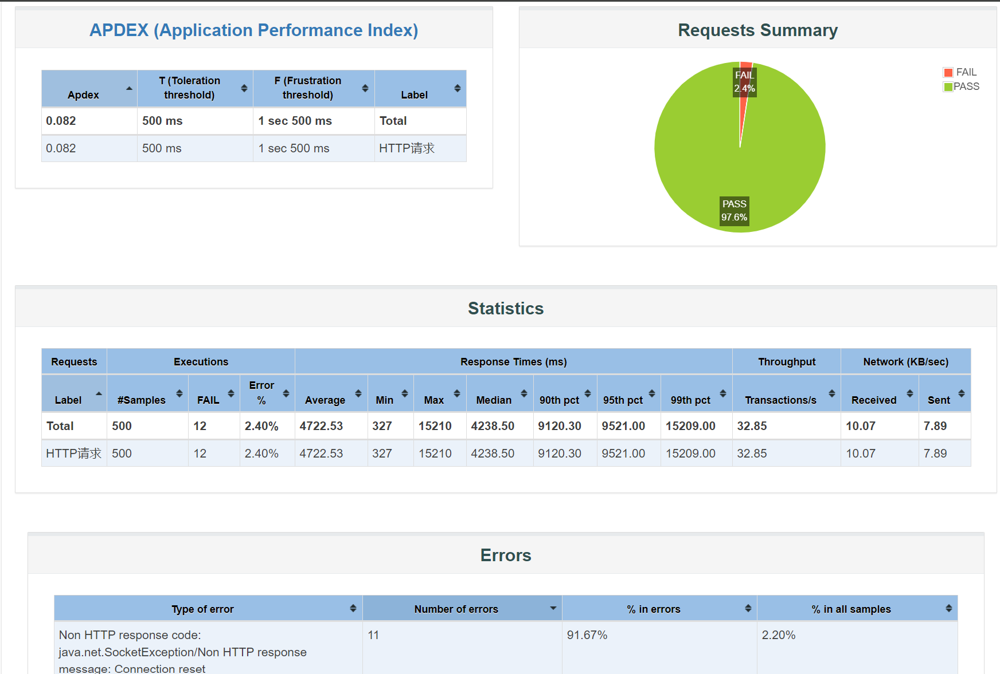 APDEX (Application Performance Index)
Apdex T (Toleration threshold) F (Frustration threshold) Label
0.082 500 ms 1 sec 500 ms Total
0.082 500 ms 1 sec 500 ms HTTP请求
Requests Summary
FAIL
2.4%
PASS
97.6%
FAIL
PASS
Statistics
Requests Executions Response Times (ms) Throughput Network (KB/sec)
Label #Samples FAIL Error % Average Min Max Median 90th pct 95th pct 99th pct Transactions/s Received Sent
Total 500 12 2.40% 4722.53 327 15210 4238.50 9120.30 9521.00 15209.00 32.85 10.07 7.89
HTTP请求 500 12 2.40% 4722.53 327 15210 4238.50 9120.30 9521.00 15209.00 32.85 10.07 7.89
Errors
Type of error Number of errors % in errors % in all samples
Non HTTP response code: 11 91.67% 2.20%
java.net.SocketException/Non HTTP response
message: Connection reset